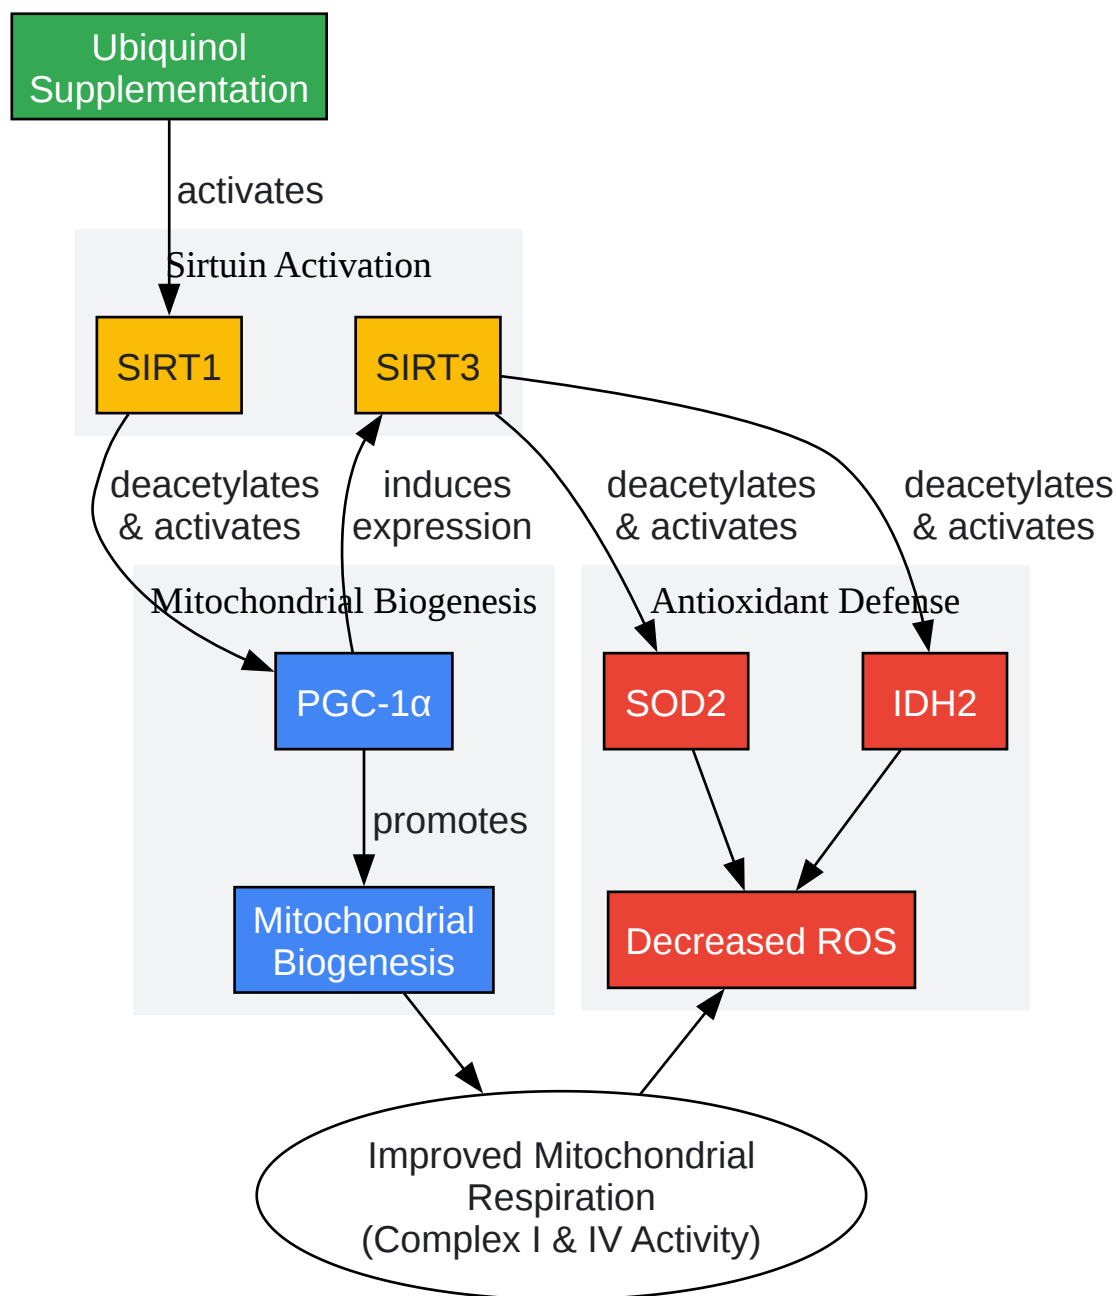 Ubiquinol
Supplementation
activates
Sirtuin Activation
SIRT1
SIRT3
deacetylates
& activates
induces
expression
deacetylates
& activates
deacetylates
& activates
Mitochondrial Biogenesis
Antioxidant Defense
PGC-1α
SOD2
IDH2
promotes
Mitochondrial
Biogenesis
Decreased ROS
Improved Mitochondrial
Respiration
(Complex I & IV Activity)